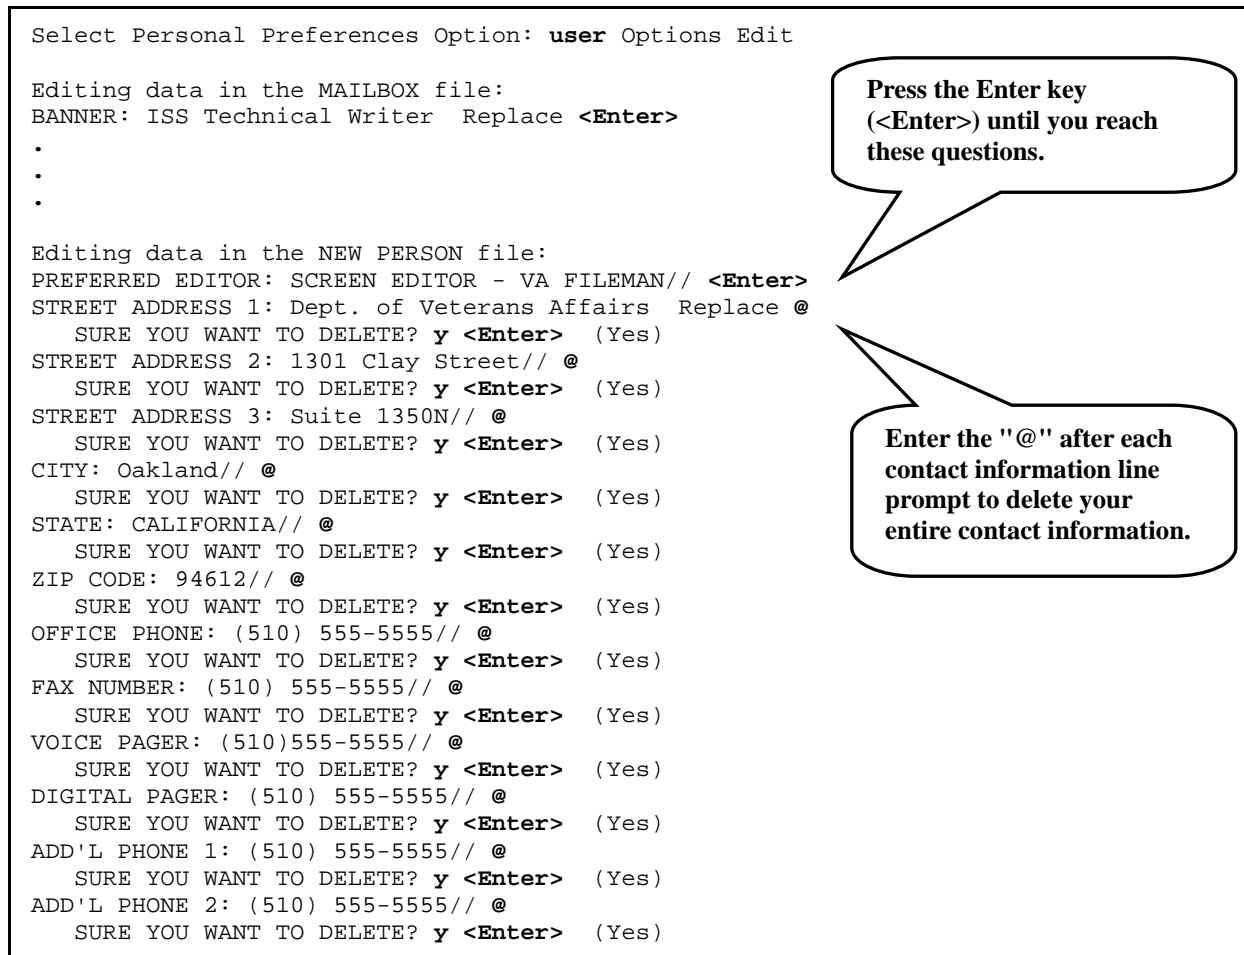 Select Personal Preferences Option: user Options Edit
Editing data in the MAILBOX file:
BANNER: ISS Technical Writer  Replace <Enter>
.
.
.
Press the Enter key
(<Enter>) until you reach
these questions.
Editing data in the NEW PERSON file:
PREFERRED EDITOR: SCREEN EDITOR - VA FILEMAN// <Enter>
STREET ADDRESS 1: Dept. of Veterans Affairs  Replace @
   SURE YOU WANT TO DELETE? y <Enter>  (Yes)
STREET ADDRESS 2: 1301 Clay Street// @
   SURE YOU WANT TO DELETE? y <Enter>  (Yes)
STREET ADDRESS 3: Suite 1350N// @
   SURE YOU WANT TO DELETE? y <Enter>  (Yes)
CITY: Oakland// @
   SURE YOU WANT TO DELETE? y <Enter>  (Yes)
STATE: CALIFORNIA// @
   SURE YOU WANT TO DELETE? y <Enter>  (Yes)
ZIP CODE: 94612// @
   SURE YOU WANT TO DELETE? y <Enter>  (Yes)
OFFICE PHONE: (510) 555-5555// @
   SURE YOU WANT TO DELETE? y <Enter>  (Yes)
FAX NUMBER: (510) 555-5555// @
   SURE YOU WANT TO DELETE? y <Enter>  (Yes)
VOICE PAGER: (510)555-5555// @
   SURE YOU WANT TO DELETE? y <Enter>  (Yes)
DIGITAL PAGER: (510) 555-5555// @
   SURE YOU WANT TO DELETE? y <Enter>  (Yes)
ADD'L PHONE 1: (510) 555-5555// @
   SURE YOU WANT TO DELETE? y <Enter>  (Yes)
ADD'L PHONE 2: (510) 555-5555// @
   SURE YOU WANT TO DELETE? y <Enter>  (Yes)
Enter the "@" after each
contact information line
prompt to delete your
entire contact information.